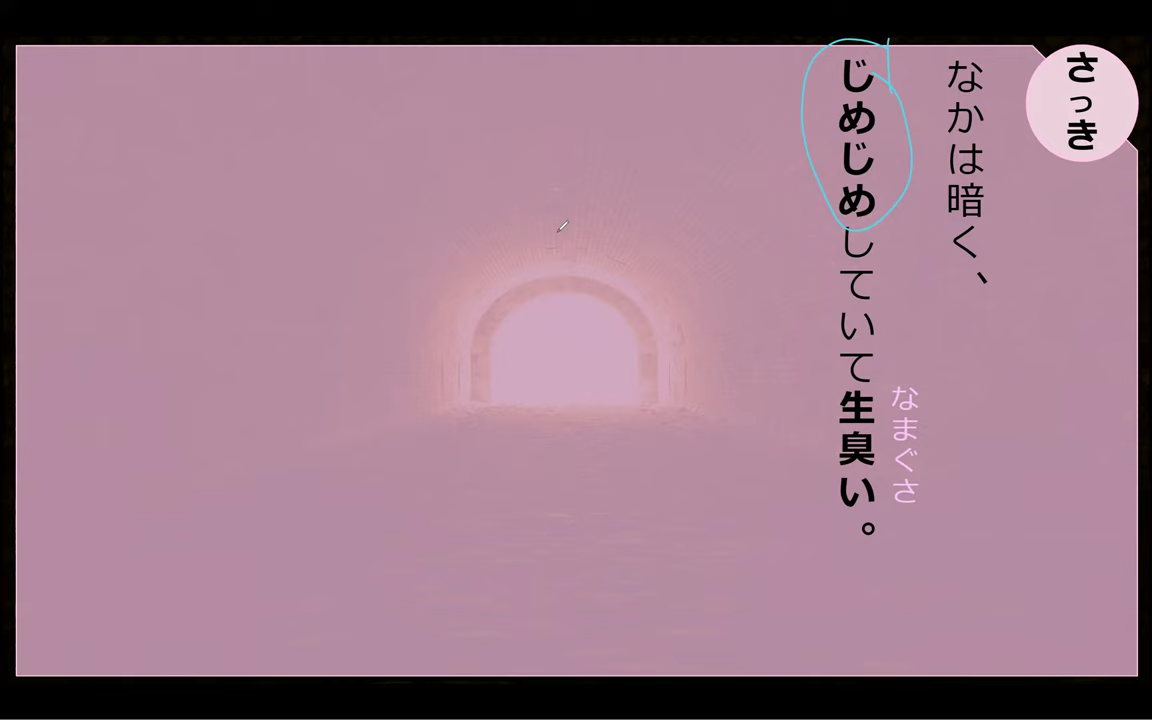 さっき
なかは暗く、
じめじめしていて生臭い。
なまぐさ